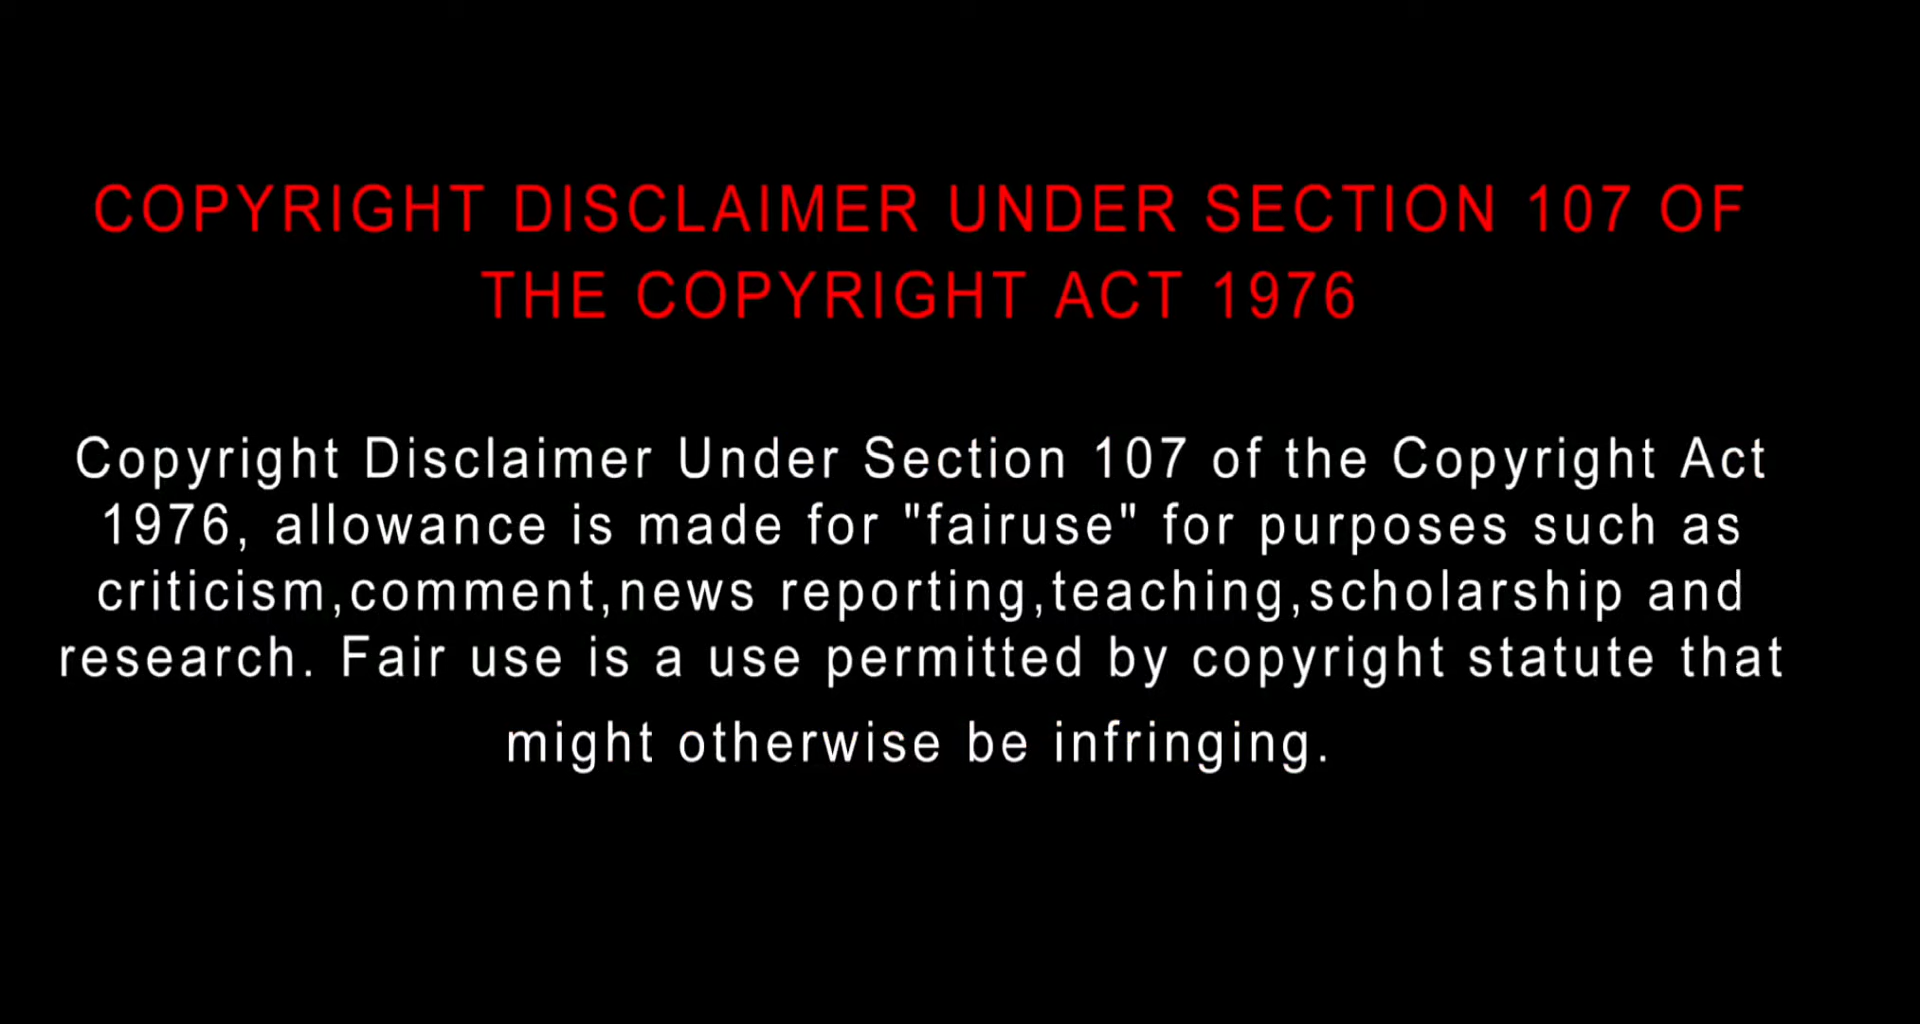 COPYRIGHT DISCLAIMER UNDER SECTION 107 OF
THE COPYRIGHT ACT 1976
Copyright Disclaimer Under Section 107 of the Copyright Act
1976, allowance is made for "fairuse" for purposes such as
criticism,comment,news reporting,teaching,scholarship and
research. Fair use is a use permitted by copyright statute that
might otherwise be infringing.